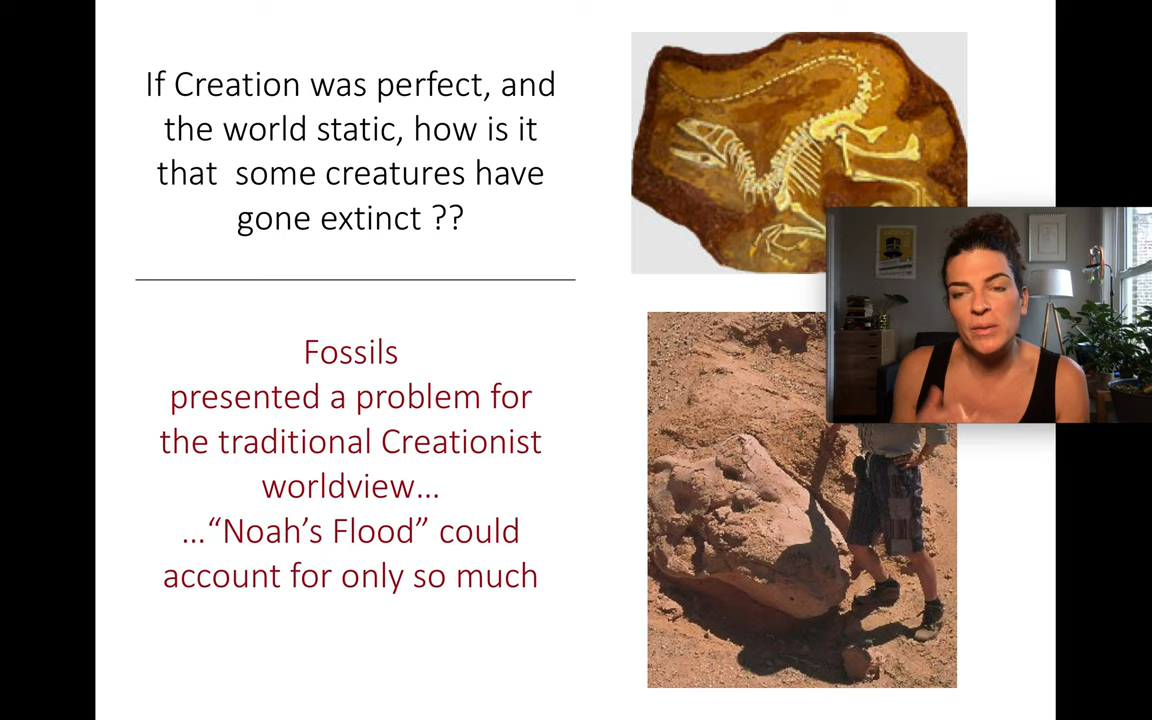 If Creation was perfect, and
the world static, how is it
that  some creatures have
gone extinct ??
Fossils
presented a problem for
the traditional Creationist
worldview…
…“Noah’s Flood” could
account for only so much